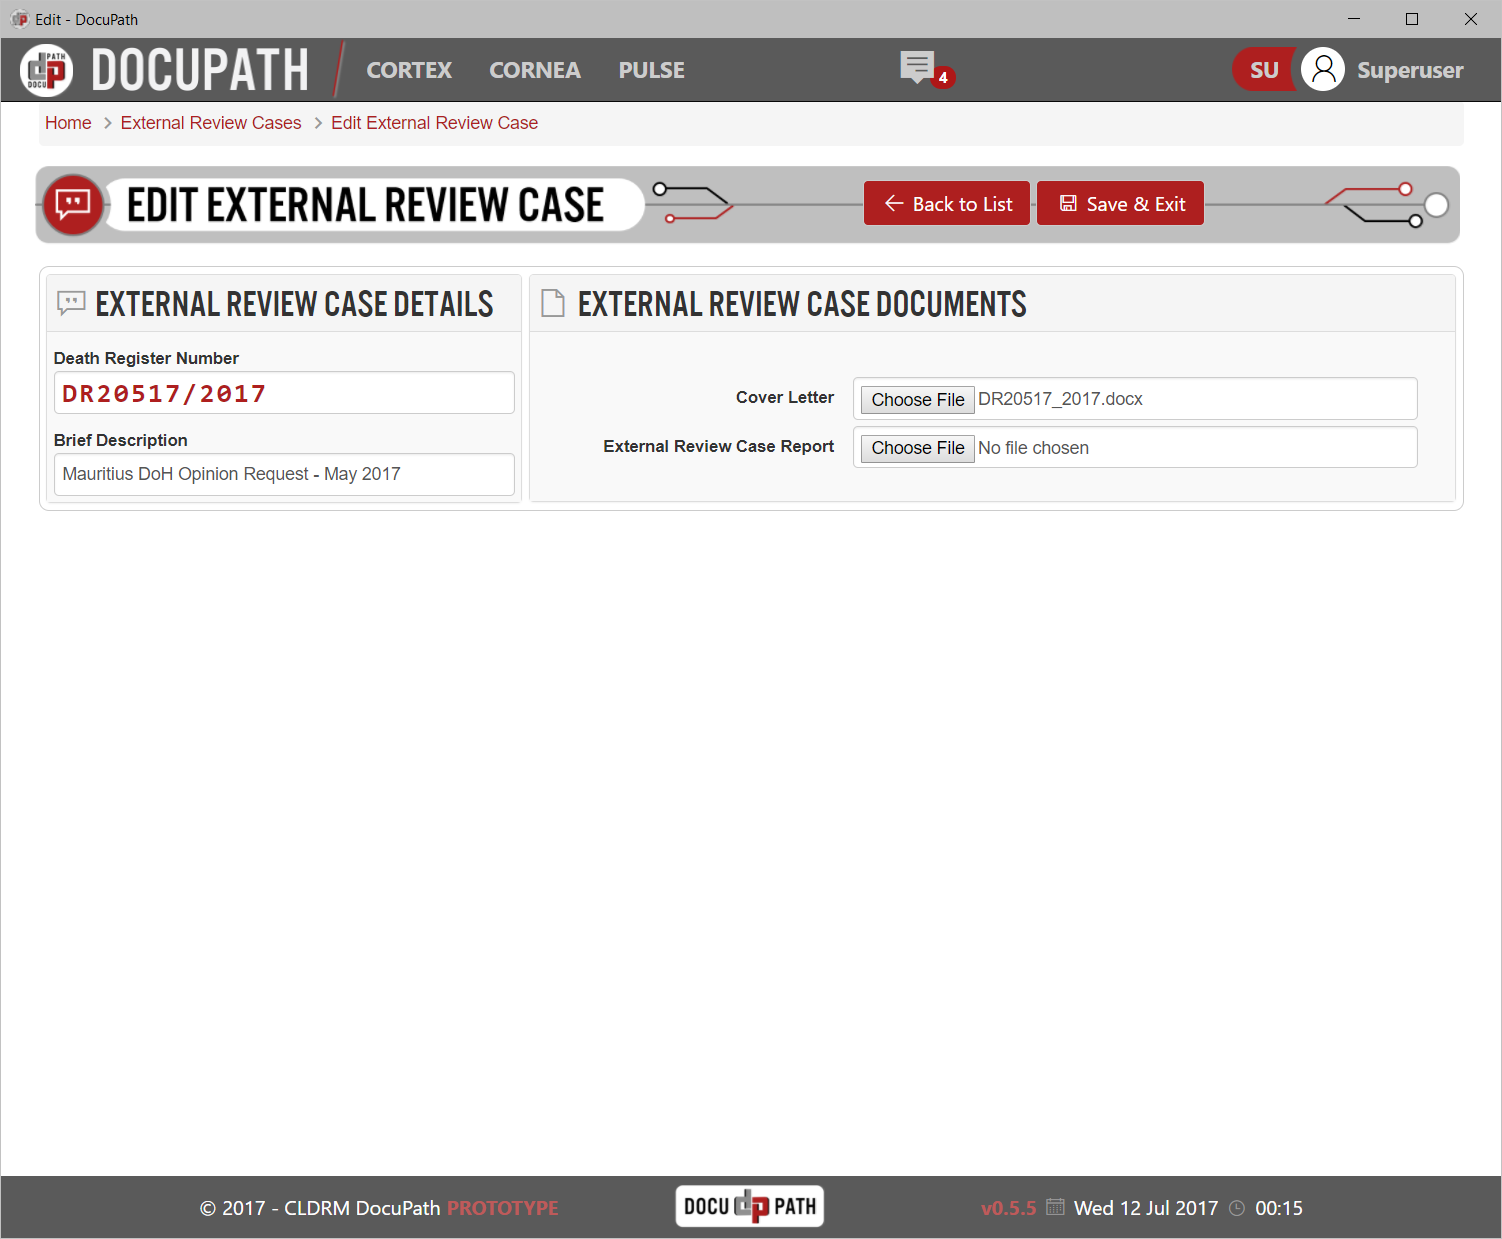 Edit - DocuPath
PATH
dp
DOCU
DOCUPATH
CORTEX
CORNEA
PULSE
4
SU
Superuser
Home > External Review Cases > Edit External Review Case
EDIT EXTERNAL REVIEW CASE
Back to List
Save & Exit
EXTERNAL REVIEW CASE DETAILS
Death Register Number
DR20517/2017
Brief Description
Mauritius DoH Opinion Request - May 2017
EXTERNAL REVIEW CASE DOCUMENTS
Cover Letter
Choose File DR20517_2017.docx
External Review Case Report
Choose File No file chosen
© 2017 - CLDRM DocuPath PROTOTYPE
DOCU dp PATH
v0.5.5 Wed 12 Jul 2017 00:15